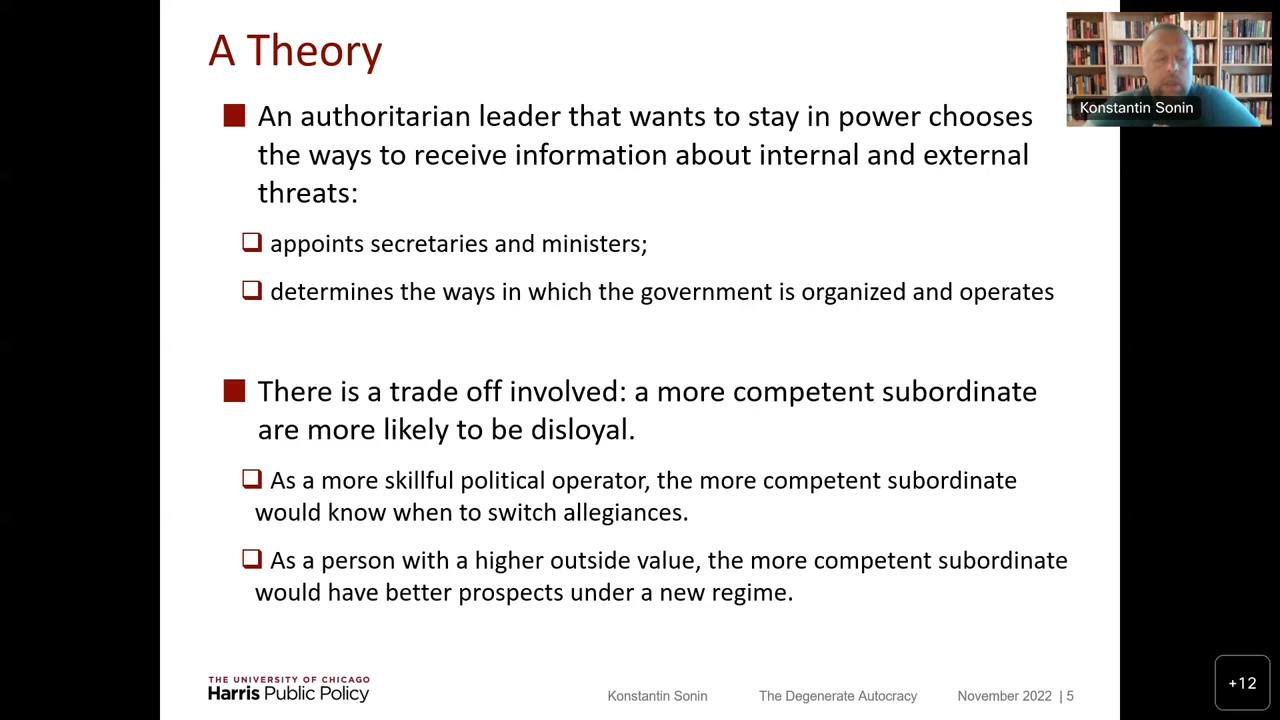 A Theory
An authoritarian leader that wants to stay in power chooses
the ways to receive information about internal and external
threats:
appoints secretaries and ministers;
determines the ways in which the government is organized and operates
There is a trade off involved: a more competent subordinate
are more likely to be disloyal.
As a more skillful political operator, the more competent subordinate
would know when to switch allegiances.
As a person with a higher outside value, the more competent subordinate
would have better prospects under a new regime.
THE UNIVERSITY OF CHICAGO
Harris Public Policy
Konstantin Sonin The Degenerate Autocracy November 2022 | 5
Konstantin Sonin
+12